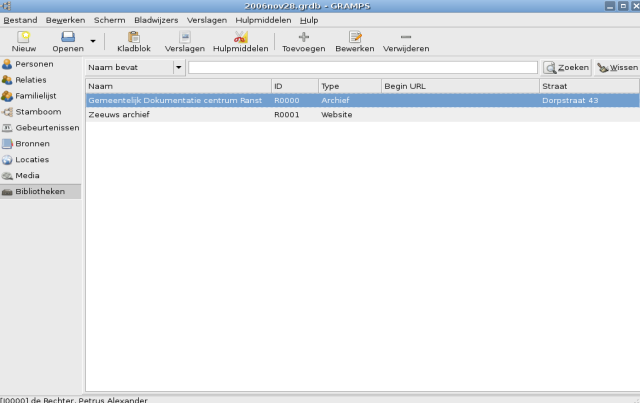 2006nov28.grdb - GRAMPS
Bestand Bewerken Scherm Bladwijzers Verslagen Hulpmiddelen Hulp
Nieuw Openen Kladblok Verslagen Hulpmiddelen Toevoegen Bewerken Verwijderen
Personen
Relaties
Familielijst
Stamboom
Gebeurtenissen
Bronnen
Locaties
Media
Bibliotheken
Naam bevat Zoeken Wissen
Naam ID Type Begin URL Straat
Gemeentelijk Dokumentatie centrum Ranst R0000 Archief Dorpstraat 43
Zeeuws archief R0001 Website
[I0000] de Rechter, Petrus Alexander